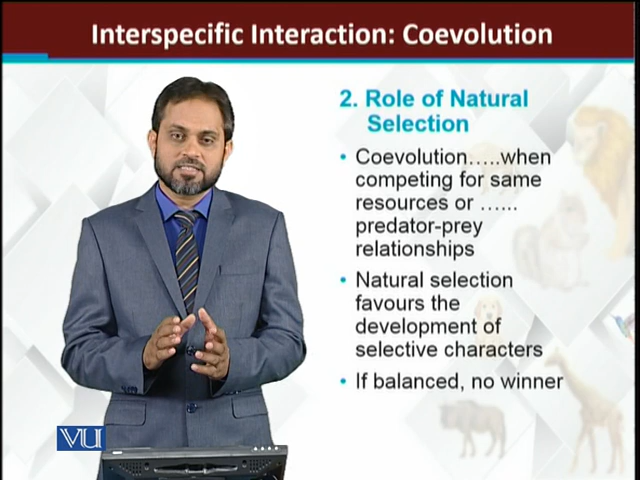 Interspecific Interaction: Coevolution
2. Role of Natural
Selection
• Coevolution…..when
competing for same
resources or …...
predator-prey
relationships
• Natural selection
favours the
development of
selective characters
• If balanced, no winner
VU